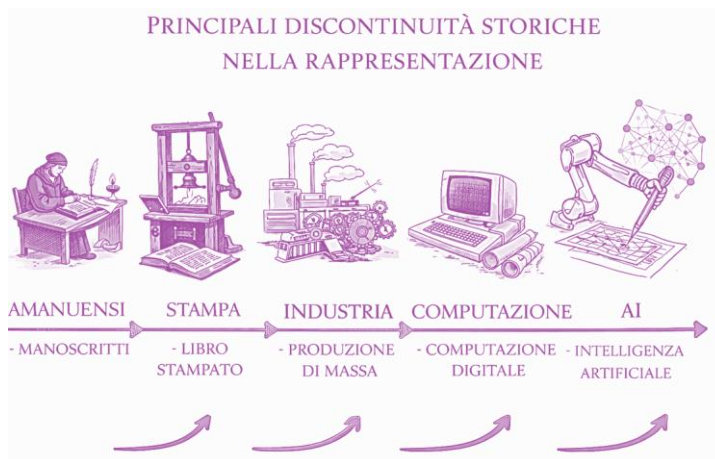 PRINCIPALI DISCONTINUITÀ STORICHE
NELLA RAPPRESENTAZIONE
AMANUENSI
- MANOSCRITTI
STAMPA
- LIBRO
STAMPATO
INDUSTRIA
- PRODUZIONE
DI MASSA
COMPUTAZIONE
- COMPUTAZIONE
DIGITALE
AI
- INTELLIGENZA
ARTIFICIALE